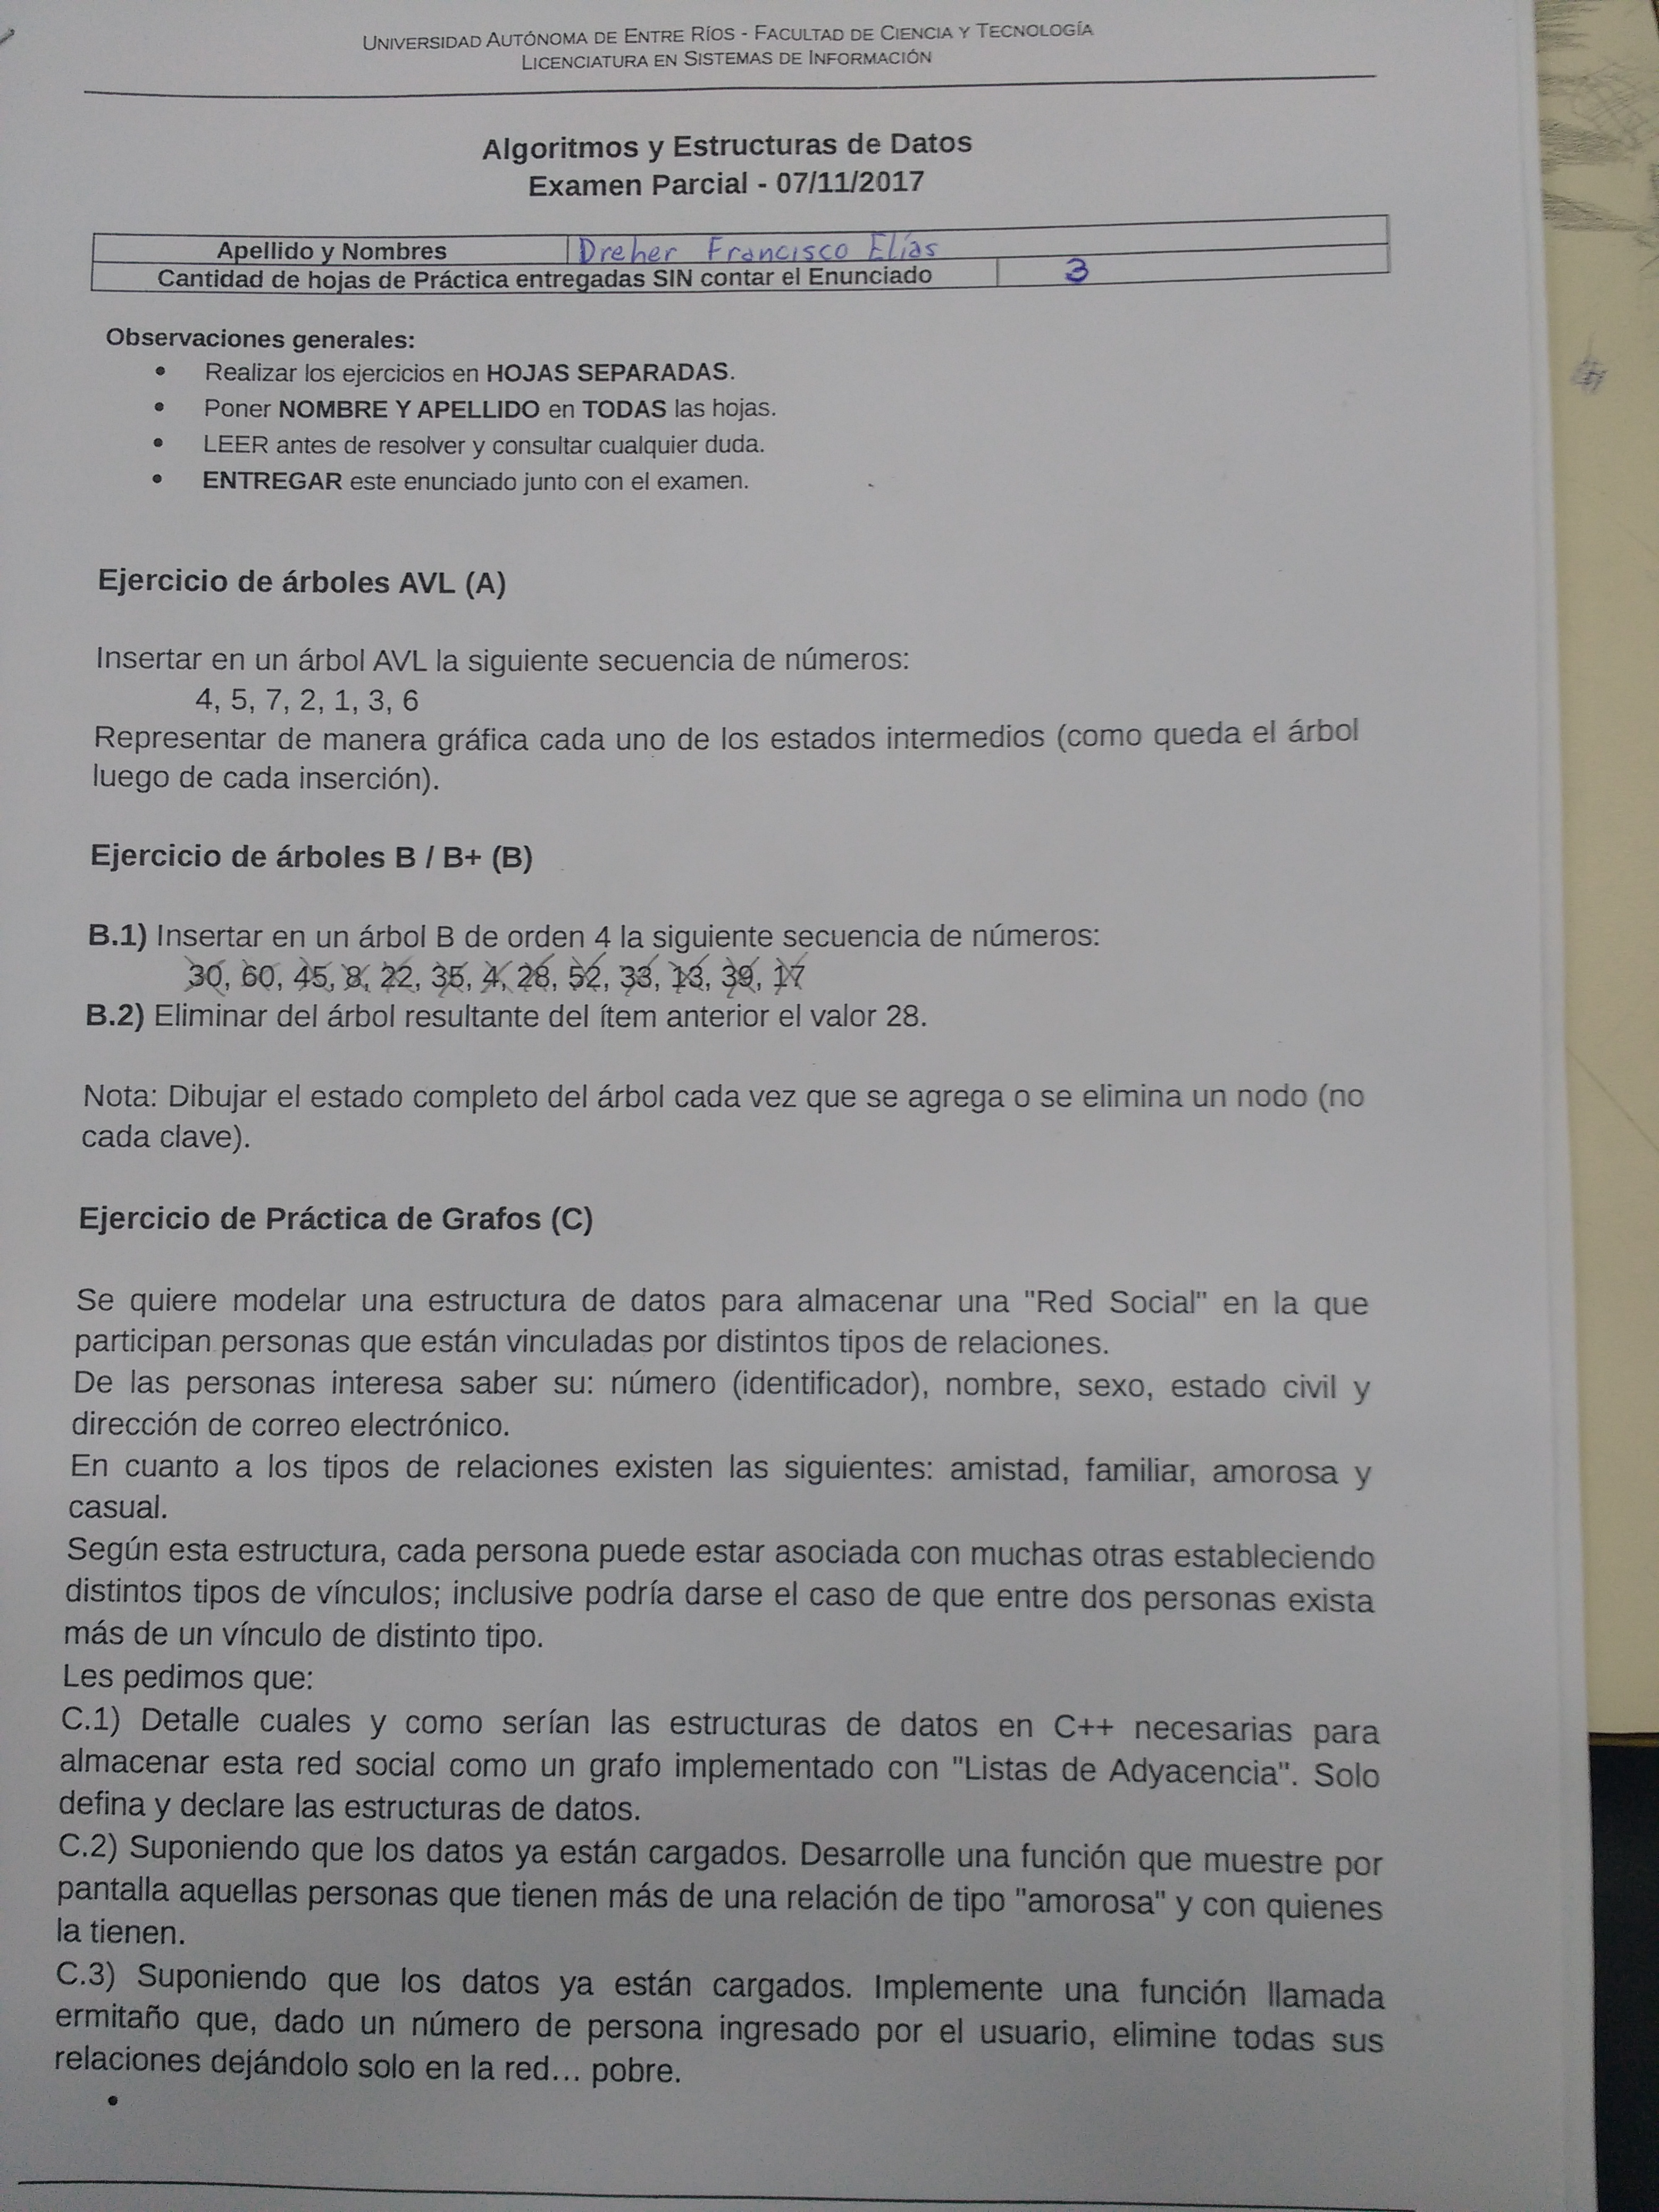 Universidad Autónoma de Entre Ríos - Facultad de Ciencia y Tecnología
Licenciatura en Sistemas de Información
Algoritmos y Estructuras de Datos
Examen Parcial - 07/11/2017
Apellido y Nombres Dreher Francisco Elías
Cantidad de hojas de Práctica entregadas SIN contar el Enunciado 3
Observaciones generales:
• Realizar los ejercicios en HOJAS SEPARADAS.
• Poner NOMBRE Y APELLIDO en TODAS las hojas.
• LEER antes de resolver y consultar cualquier duda.
• ENTREGAR este enunciado junto con el examen.
Ejercicio de árboles AVL (A)
Insertar en un árbol AVL la siguiente secuencia de números:
4, 5, 7, 2, 1, 3, 6
Representar de manera gráfica cada uno de los estados intermedios (como queda el árbol
luego de cada inserción).
Ejercicio de árboles B / B+ (B)
B.1) Insertar en un árbol B de orden 4 la siguiente secuencia de números:
30, 60, 45, 8, 22, 35, 4, 28, 52, 33, 13, 39, 17
B.2) Eliminar del árbol resultante del ítem anterior el valor 28.
Nota: Dibujar el estado completo del árbol cada vez que se agrega o se elimina un nodo (no
cada clave).
Ejercicio de Práctica de Grafos (C)
Se quiere modelar una estructura de datos para almacenar una "Red Social" en la que
participan personas que están vinculadas por distintos tipos de relaciones.
De las personas interesa saber su: número (identificador), nombre, sexo, estado civil y
dirección de correo electrónico.
En cuanto a los tipos de relaciones existen las siguientes: amistad, familiar, amorosa y
casual.
Según esta estructura, cada persona puede estar asociada con muchas otras estableciendo
distintos tipos de vínculos; inclusive podría darse el caso de que entre dos personas exista
más de un vínculo de distinto tipo.
Les pedimos que:
C.1) Detalle cuales y como serían las estructuras de datos en C++ necesarias para
almacenar esta red social como un grafo implementado con "Listas de Adyacencia". Solo
defina y declare las estructuras de datos.
C.2) Suponiendo que los datos ya están cargados. Desarrolle una función que muestre por
pantalla aquellas personas que tienen más de una relación de tipo "amorosa" y con quienes
la tienen.
C.3) Suponiendo que los datos ya están cargados. Implemente una función llamada
ermitaño que, dado un número de persona ingresado por el usuario, elimine todas sus
relaciones dejándolo solo en la red... pobre.
•